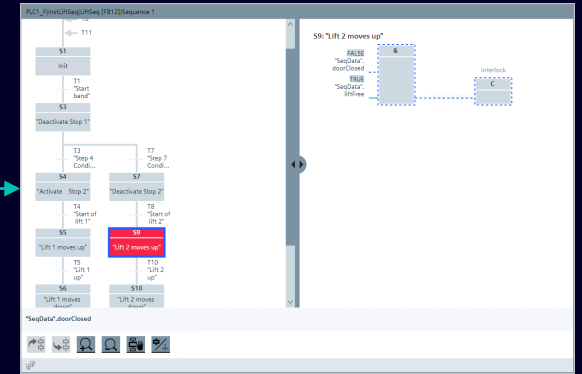 PLC1_F|InstLiftSeq|LiftSeq [FB12]|Sequence 1
T11
S1
Init
T1
"Start
band"
S3
"Deactivate Stop 1"
T3
"Step 4
Condi...
T7
"Step 7
Condi...
S4
"Activate Stop 2"
S7
"Deactivate Stop 2"
T4
"Start of
lift 1"
T8
"Start of
lift 2"
S5
"Lift 1 moves up"
S9
"Lift 2 moves up"
T5
"Lift 1
up"
T10
"Lift 2
up"
S6
"Lift 1 moves
down"
S10
"Lift 2 moves
down"
S9: "Lift 2 moves up"
FALSE
"SeqData".
doorClosed
TRUE
"SeqData".
liftFree
&
Interlock
C
"SeqData".doorClosed